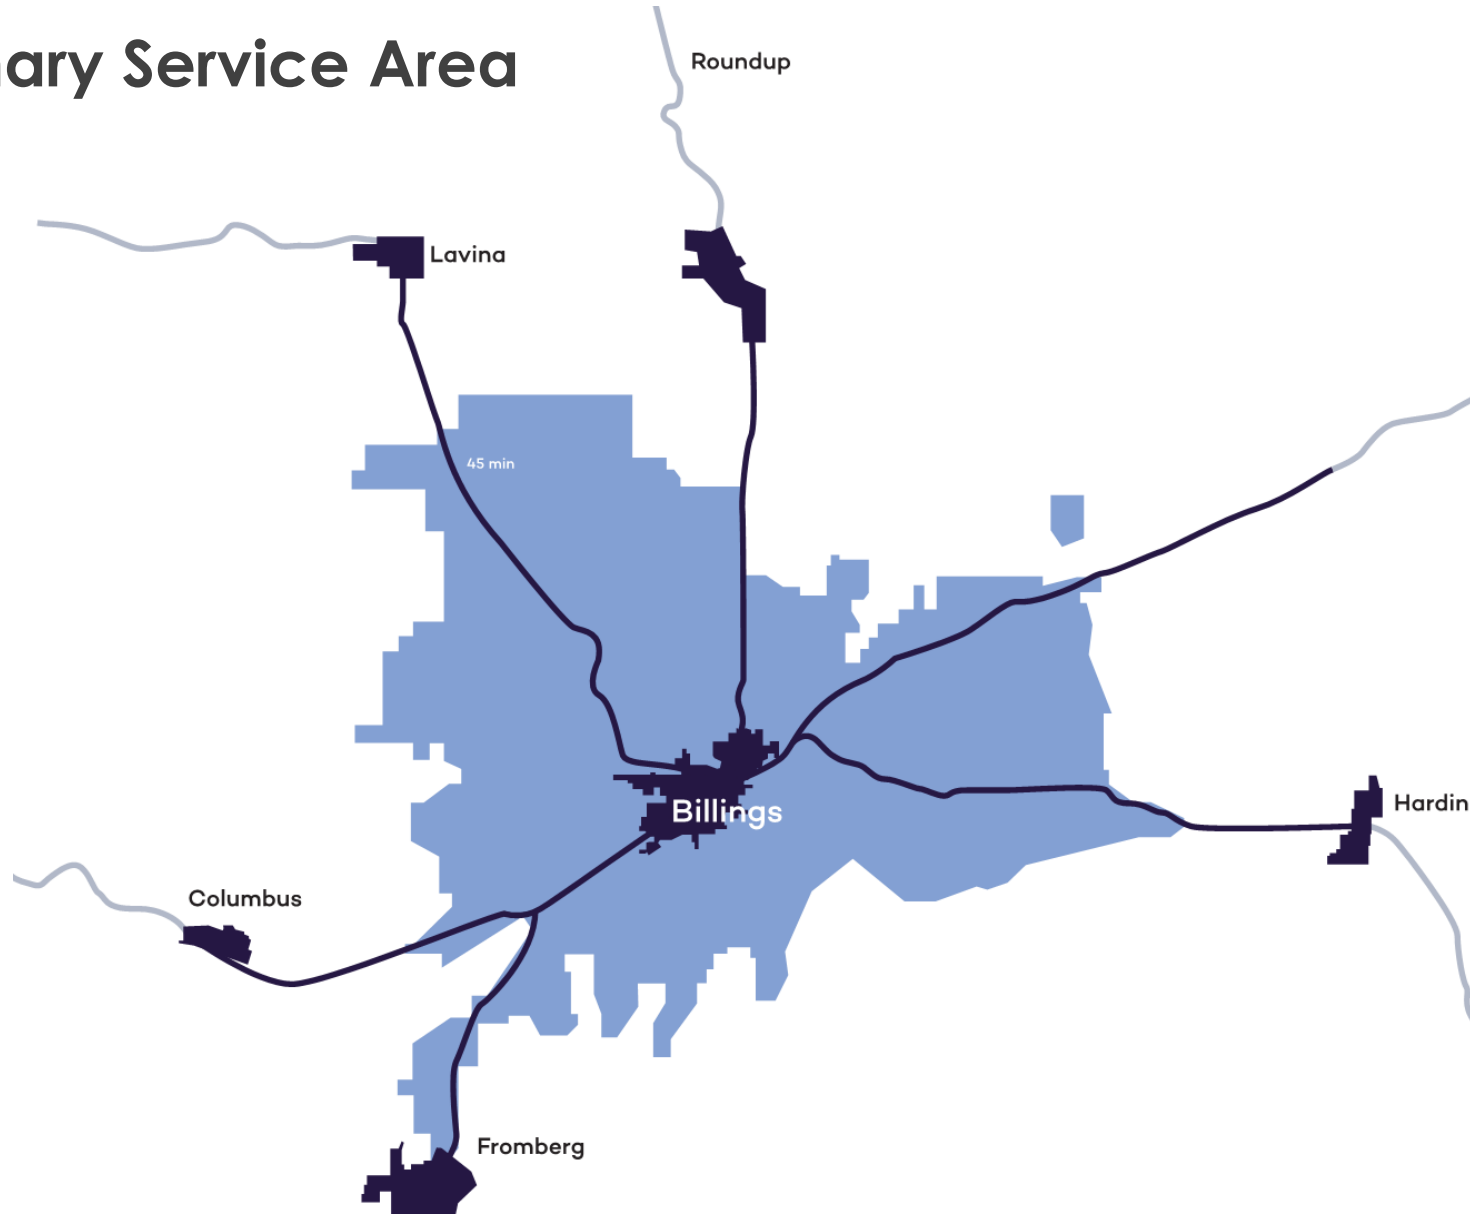 ary Service Area
Roundup
Lavina
45 min
Billings
Hardin
Columbus
Fromberg